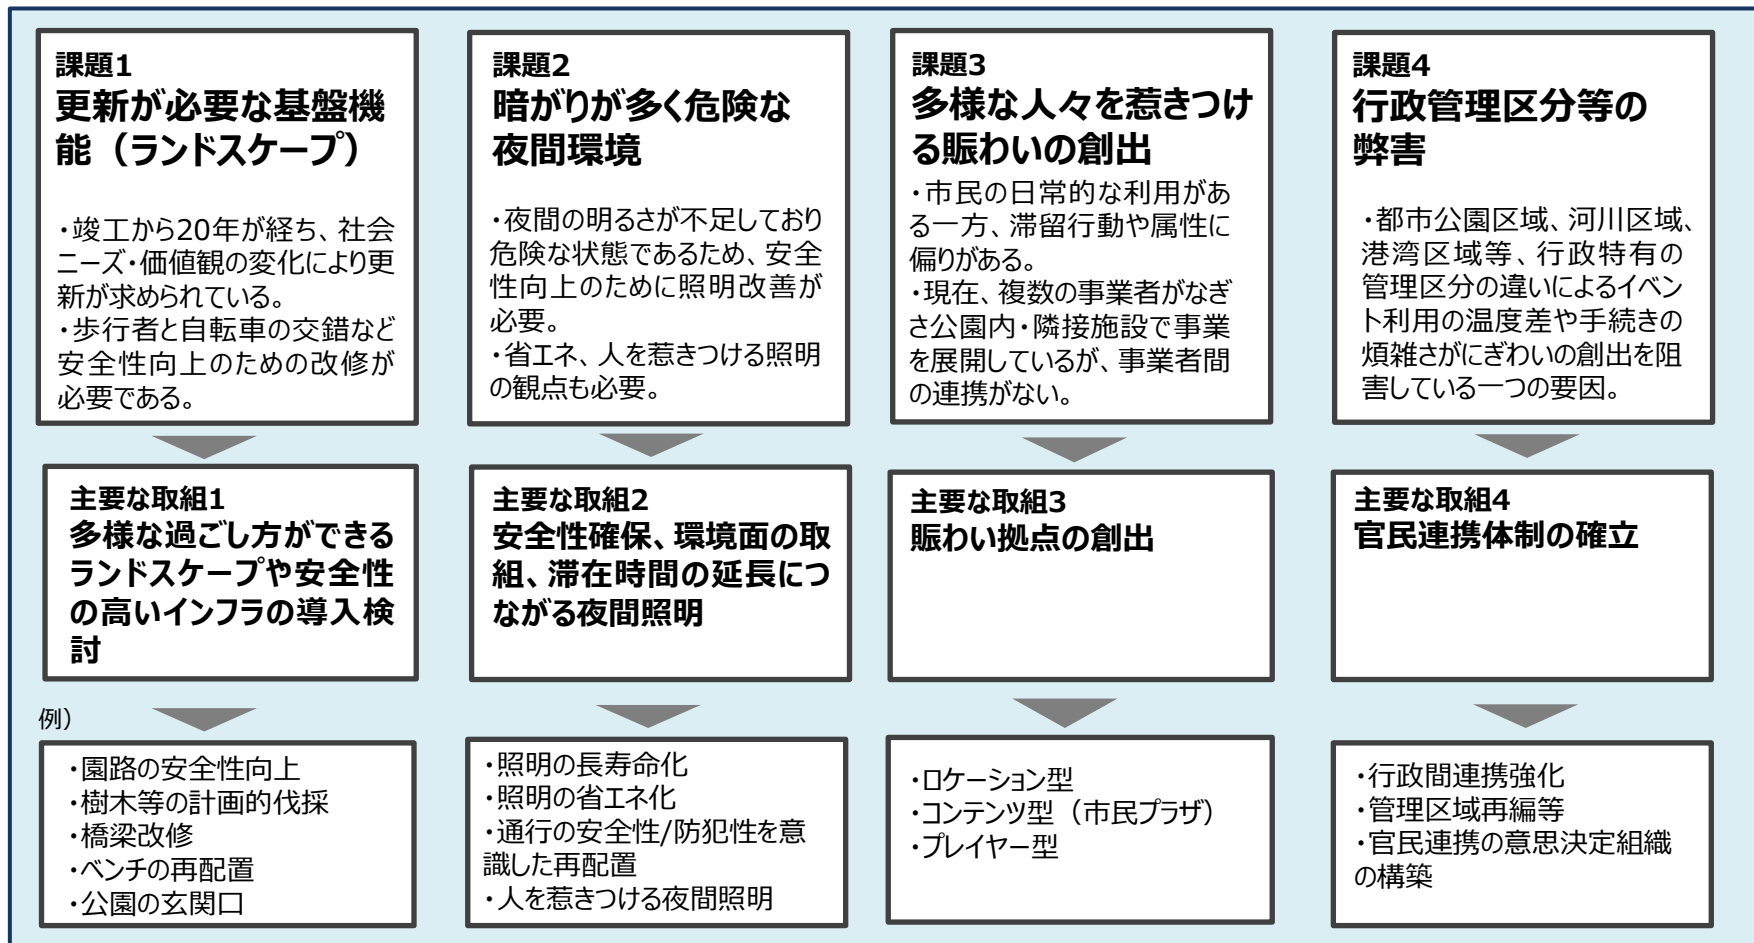 課題1
更新が必要な基盤機
能（ランドスケープ）
・竣工から20年が経ち、社会
ニーズ・価値観の変化により更
新が求められている。
・歩行者と自転車の交錯など
安全性向上のための改修が
必要である。
課題2
暗がりが多く危険な
夜間環境
・夜間の明るさが不足しており
危険な状態であるため、安全
性向上のために照明改善が
必要。
・省エネ、人を惹きつける照明
の観点も必要。
課題3
多様な人々を惹きつけ
る賑わいの創出
・市民の日常的な利用があ
る一方、滞留行動や属性に
偏りがある。
・現在、複数の事業者がなぎ
さ公園内・隣接施設で事業
を展開しているが、事業者間
の連携がない。
課題4
行政管理区分等の
弊害
・都市公園区域、河川区域、
港湾区域等、行政特有の
管理区分の違いによるイベン
ト利用の温度差や手続きの
煩雑さがにぎわいの創出を阻
害している一つの要因。
主要な取組1
多様な過ごし方ができる
ランドスケープや安全性
の高いインフラの導入検
討
主要な取組2
安全性確保、環境面の取
組、滞在時間の延長につ
ながる夜間照明
主要な取組3
賑わい拠点の創出
主要な取組4
官民連携体制の確立
例）
・園路の安全性向上
・樹木等の計画的伐採
・橋梁改修
・ベンチの再配置
・公園の玄関口
・照明の長寿命化
・照明の省エネ化
・通行の安全性/防犯性を意
識した再配置
・人を惹きつける夜間照明
・ロケーション型
・コンテンツ型（市民プラザ）
・プレイヤー型
・行政間連携強化
・管理区域再編等
・官民連携の意思決定組織
の構築